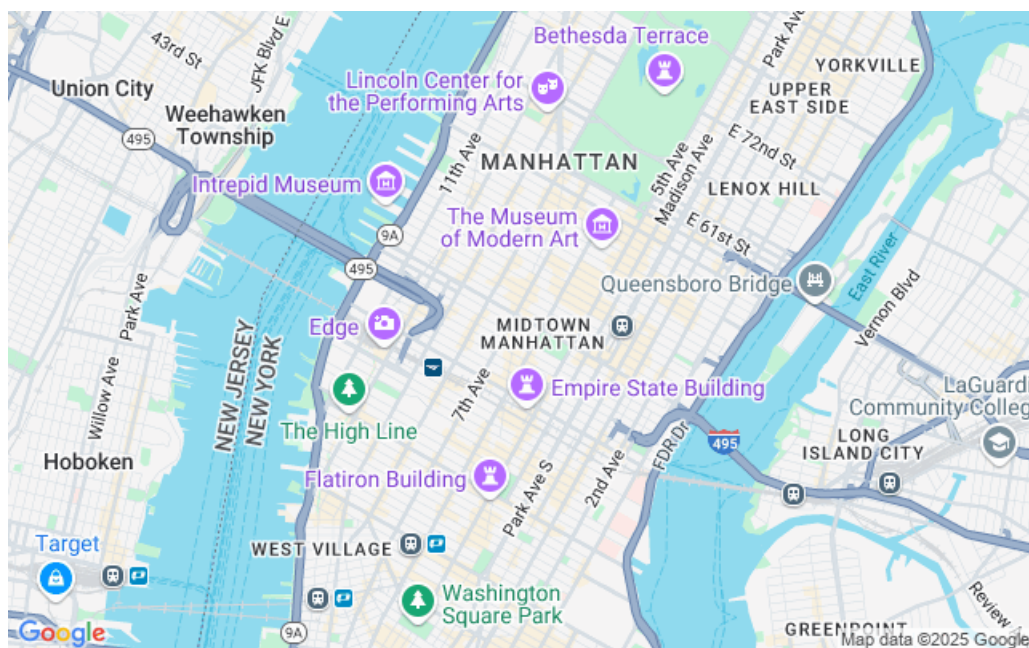 43rd St
JFK Blvd E
Union City
Weehawken
Township
495
Bethesda Terrace
Park Ave
YORKVILLE
Lincoln Center for
the Performing Arts
UPPER
EAST SIDE
E 72nd St
11th Ave
MANHATTAN
5th Ave
Madison Ave
LENOX HILL
Intrepid Museum
The Museum
of Modern Art
E 61st St
9A
495
Queensboro Bridge
East River
Vernon Blvd
Park Ave
Edge
MIDTOWN
MANHATTAN
NEW JERSEY
NEW YORK
7th Ave
Empire State Building
LaGuardi
Community Colleg
Willow Ave
The High Line
FDR Dr
495
LONG
ISLAND CITY
Hoboken
Flatiron Building
Park Ave S
2nd Ave
Target
WEST VILLAGE
Washington
Square Park
Review A
9A
GREENPOINT
Google
Map data ©2025 Google